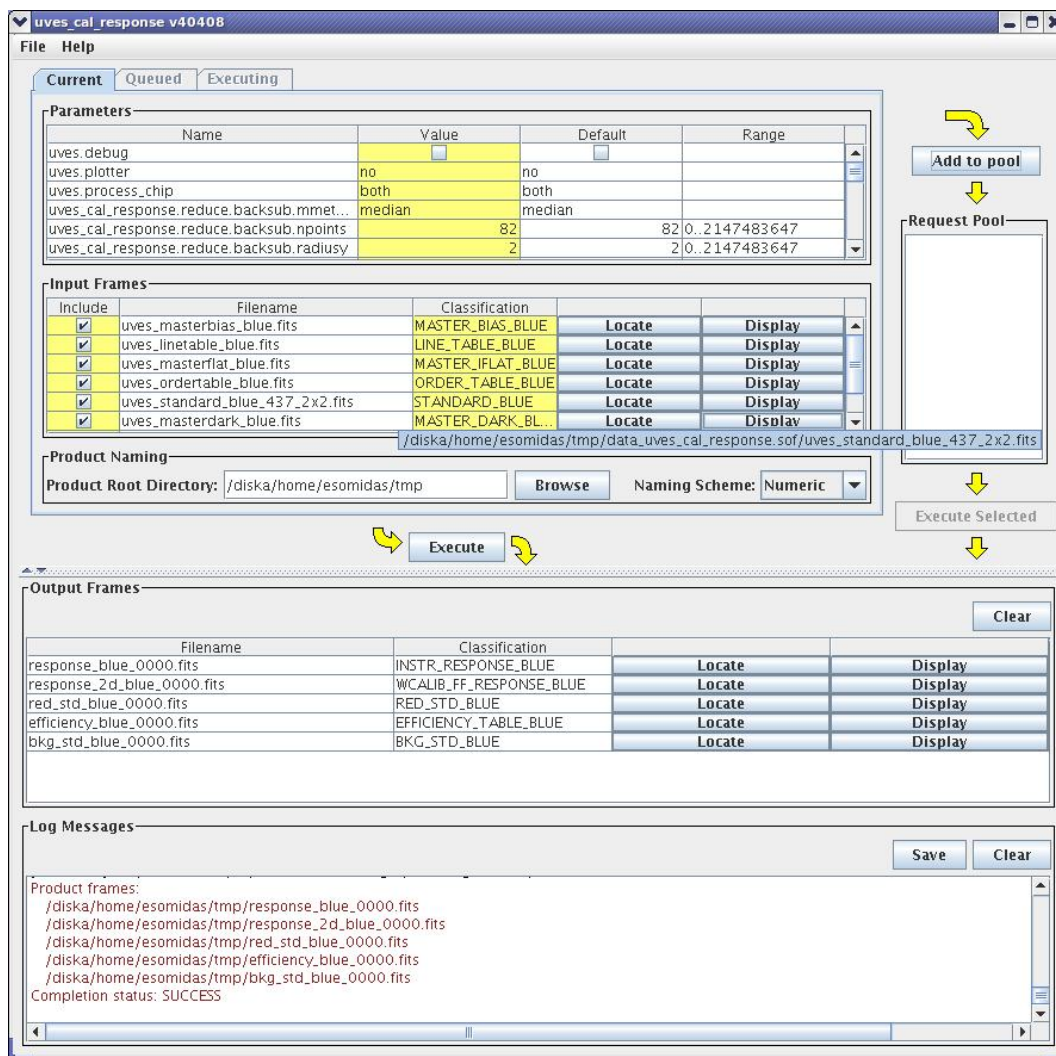 uves_cal_response v40408
File Help
Current Queued Executing
Parameters
Name Value Default Range
uves.debug
uves.plotter no no
uves.process_chip both both
uves_cal_response.reduce.backsub.mmet... median median
uves_cal_response.reduce.backsub.npoints 82 82 0..2147483647
uves_cal_response.reduce.backsub.radiusy 2 2 0..2147483647
Add to pool
Request Pool
Input Frames
Include Filename Classification
uves_masterbias_blue.fits MASTER_BIAS_BLUE Locate Display
uves_linetable_blue.fits LINE_TABLE_BLUE Locate Display
uves_masterflat_blue.fits MASTER_IFLAT_BLUE Locate Display
uves_ordertable_blue.fits ORDER_TABLE_BLUE Locate Display
uves_standard_blue_437_2x2.fits STANDARD_BLUE Locate Display
uves_masterdark_blue.fits MASTER_DARK_BL... Locate Display
/diska/home/esomidas/tmp/data_uves_cal_response.sof/uves_standard_blue_437_2x2.fits
Product Naming
Product Root Directory: /diska/home/esomidas/tmp Browse Naming Scheme: Numeric
Execute Selected
Execute
Output Frames
Clear
Filename Classification
response_blue_0000.fits INSTR_RESPONSE_BLUE Locate Display
response_2d_blue_0000.fits WCALIB_FF_RESPONSE_BLUE Locate Display
red_std_blue_0000.fits RED_STD_BLUE Locate Display
efficiency_blue_0000.fits EFFICIENCY_TABLE_BLUE Locate Display
bkg_std_blue_0000.fits BKG_STD_BLUE Locate Display
Log Messages
Save Clear
Product frames:
/diska/home/esomidas/tmp/response_blue_0000.fits
/diska/home/esomidas/tmp/response_2d_blue_0000.fits
/diska/home/esomidas/tmp/red_std_blue_0000.fits
/diska/home/esomidas/tmp/efficiency_blue_0000.fits
/diska/home/esomidas/tmp/bkg_std_blue_0000.fits
Completion status: SUCCESS